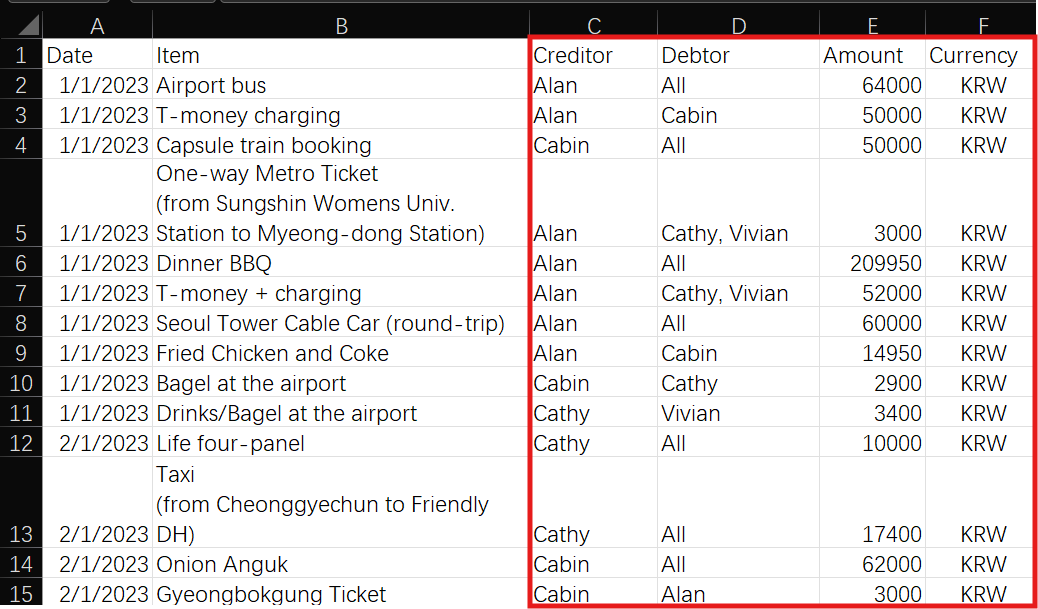 A B C D E F
1 Date Item Creditor Debtor Amount Currency
2 1/1/2023 Airport bus Alan All 64000 KRW
3 1/1/2023 T-money charging Alan Cabin 50000 KRW
4 1/1/2023 Capsule train booking Cabin All 50000 KRW
One-way Metro Ticket
(from Sungshin Womens Univ.
5 1/1/2023 Station to Myeong-dong Station) Alan Cathy, Vivian 3000 KRW
6 1/1/2023 Dinner BBQ Alan All 209950 KRW
7 1/1/2023 T-money + charging Alan Cathy, Vivian 52000 KRW
8 1/1/2023 Seoul Tower Cable Car (round-trip) Alan All 60000 KRW
9 1/1/2023 Fried Chicken and Coke Alan Cabin 14950 KRW
10 1/1/2023 Bagel at the airport Cabin Cathy 2900 KRW
11 1/1/2023 Drinks/Bagel at the airport Cathy Vivian 3400 KRW
12 2/1/2023 Life four-panel Cathy All 10000 KRW
Taxi
(from Cheonggyechun to Friendly
13 2/1/2023 DH) Cathy All 17400 KRW
14 2/1/2023 Onion Anguk Cabin All 62000 KRW
15 2/1/2023 Gyeongbokgung Ticket Cabin Alan 3000 KRW